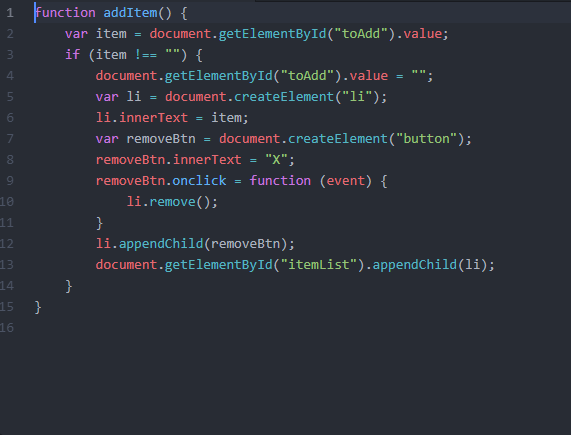 1 function addItem() {
2     var item = document.getElementById("toAdd").value;
3     if (item !== "") {
4         document.getElementById("toAdd").value = "";
5         var li = document.createElement("li");
6         li.innerText = item;
7         var removeBtn = document.createElement("button");
8         removeBtn.innerText = "X";
9         removeBtn.onclick = function (event) {
10             li.remove();
11         }
12         li.appendChild(removeBtn);
13         document.getElementById("itemList").appendChild(li);
14     }
15 }
16